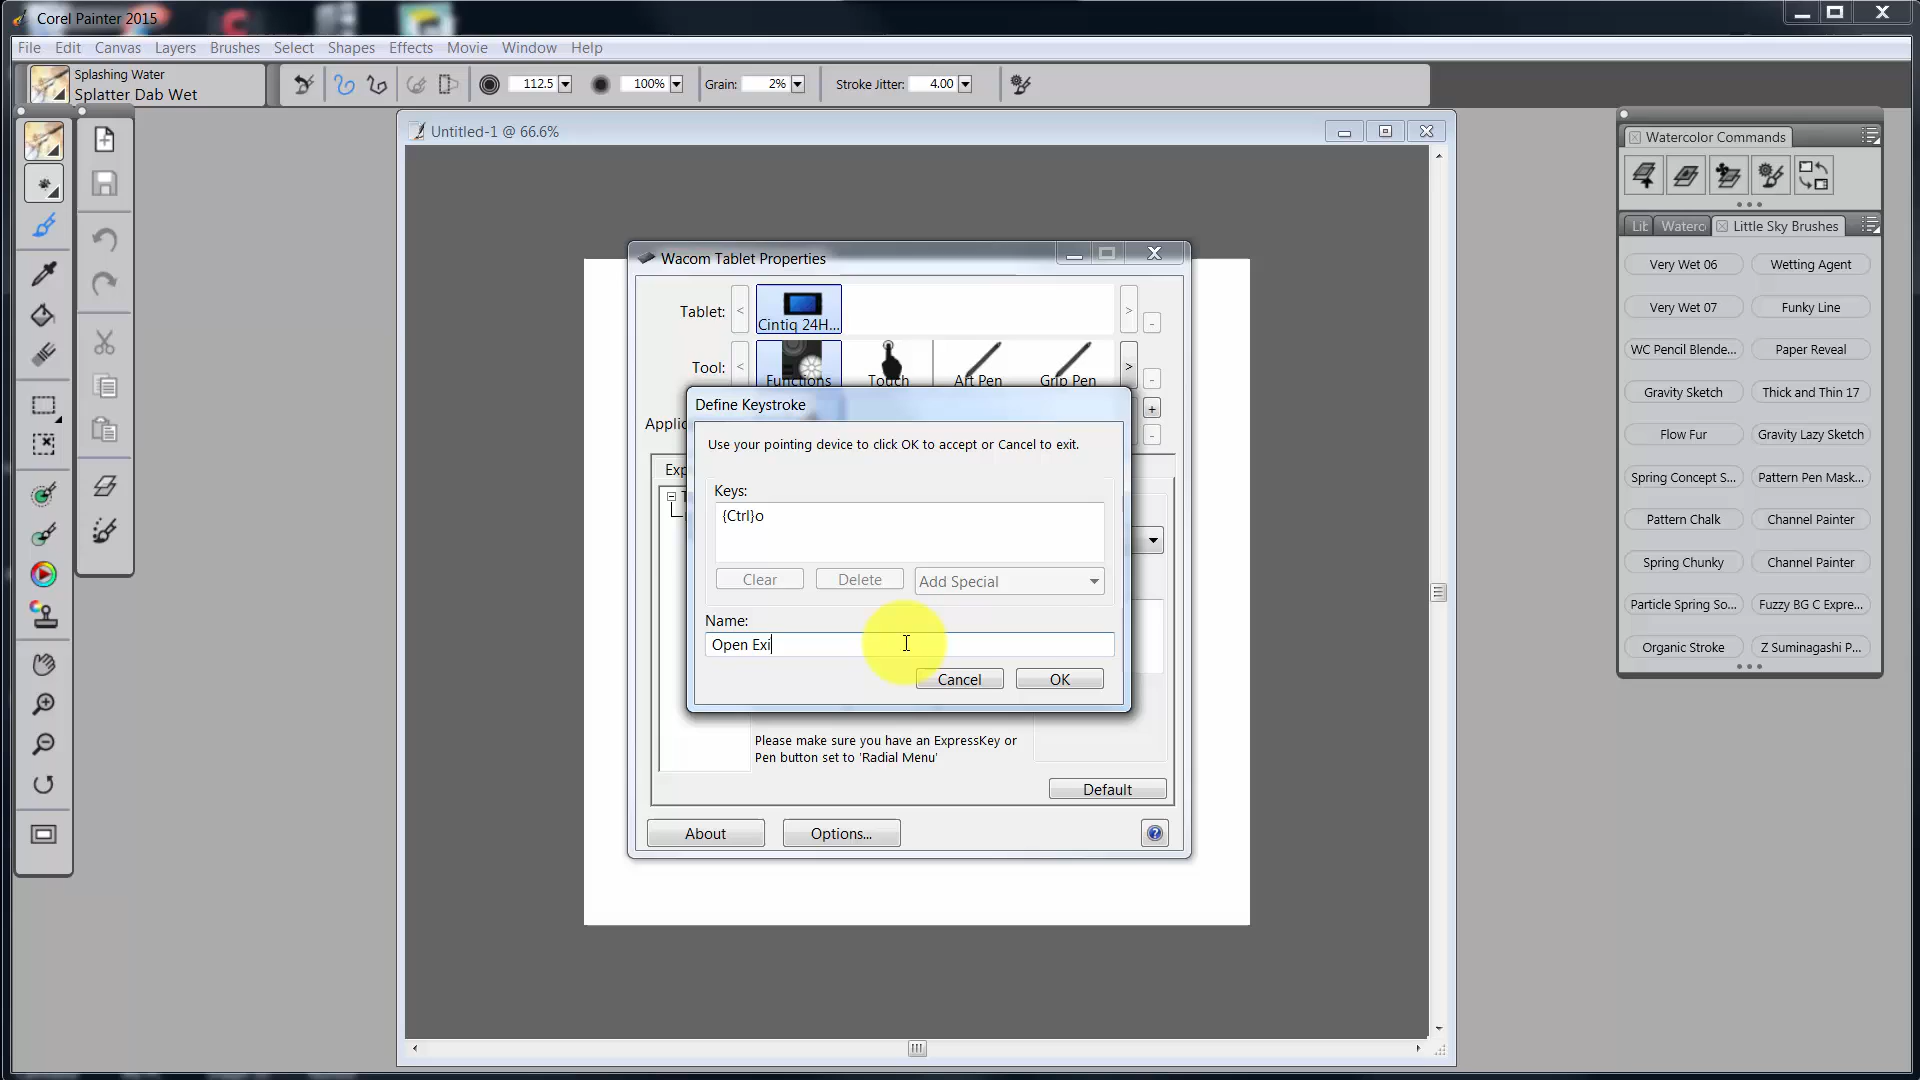 Corel Painter 2015
File Edit Canvas Layers Brushes Select Shapes Effects Movie Window Help
Splashing Water
Splatter Dab Wet
112.5
100%
Grain: 2%
Stroke Jitter: 4.00
Untitled-1 @ 66.6%
Watercolor Commands
Lit Waterc Little Sky Brushes
Very Wet 06 Wetting Agent
Very Wet 07 Funky Line
WC Pencil Blende... Paper Reveal
Gravity Sketch Thick and Thin 17
Flow Fur Gravity Lazy Sketch
Spring Concept S... Pattern Pen Mask...
Pattern Chalk Channel Painter
Spring Chunky Channel Painter
Particle Spring So... Fuzzy BG C Expre...
Organic Stroke Z Suminagashi P...
Wacom Tablet Properties
Tablet: < Cintiq 24H... > -
Tool: < Functions Touch Art Pen Grip Pen > -
Applic + -
Exp
Define Keystroke
Use your pointing device to click OK to accept or Cancel to exit.
Keys:
{Ctrl}o
Clear Delete Add Special
Name:
Open Exi
Cancel OK
Please make sure you have an ExpressKey or
Pen button set to 'Radial Menu'
Default
About Options... ?